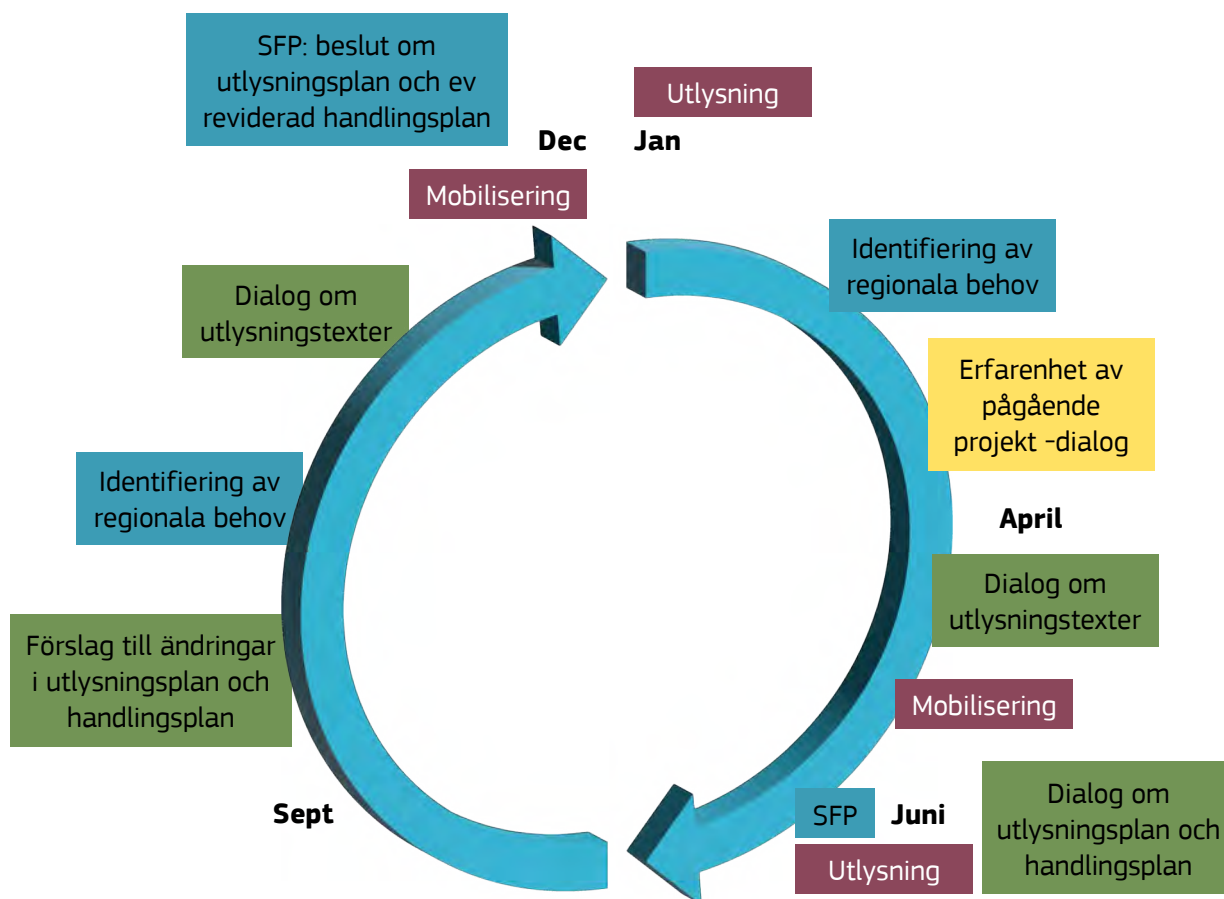 SFP: beslut om
utlysningsplan och ev
reviderad handlingsplan
Utlysning
Dec
Jan
Mobilisering
Identifiering av
regionala behov
Dialog om
utlysningstexter
Erfarenhet av
pågående
projekt -dialog
Identifiering av
regionala behov
April
Dialog om
utlysningstexter
Förslag till ändringar
i utlysningsplan och
handlingsplan
Mobilisering
Sept
SFP
Juni
Utlysning
Dialog om
utlysningsplan och
handlingsplan